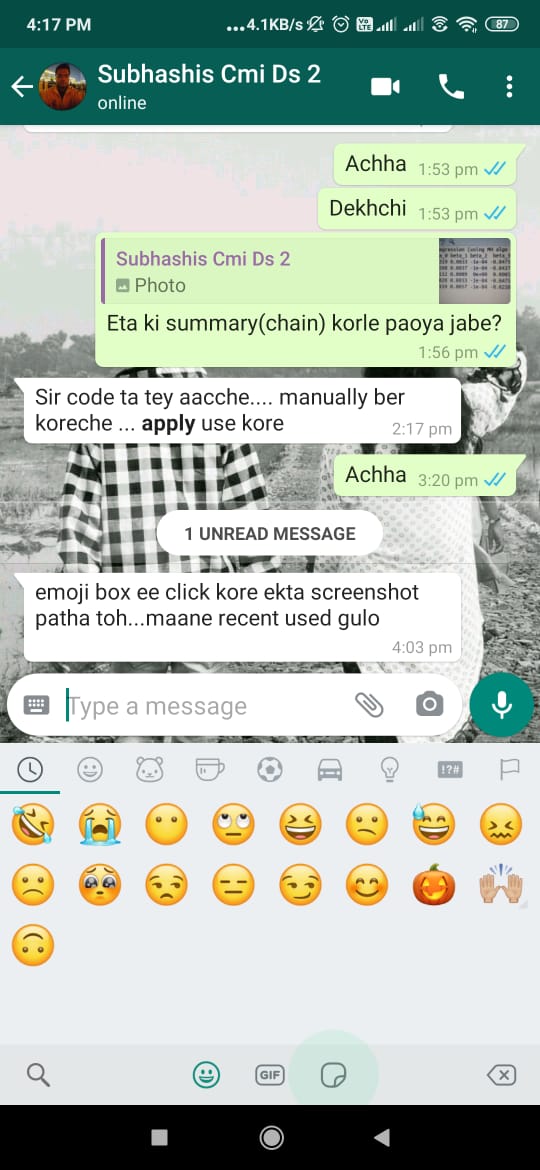 4:17 PM ...4.1KB/s Vo LTE 87
Subhashis Cmi Ds 2
online
Achha 1:53 pm
Dekhchi 1:53 pm
Subhashis Cmi Ds 2
Photo
Eta ki summary(chain) korle paoya jabe?
1:56 pm
Sir code ta tey aacche.... manually ber
koreche ... apply use kore
2:17 pm
Achha 3:20 pm
1 UNREAD MESSAGE
emoji box ee click kore ekta screenshot
patha toh...maane recent used gulo
4:03 pm
Type a message
!?#
GIF